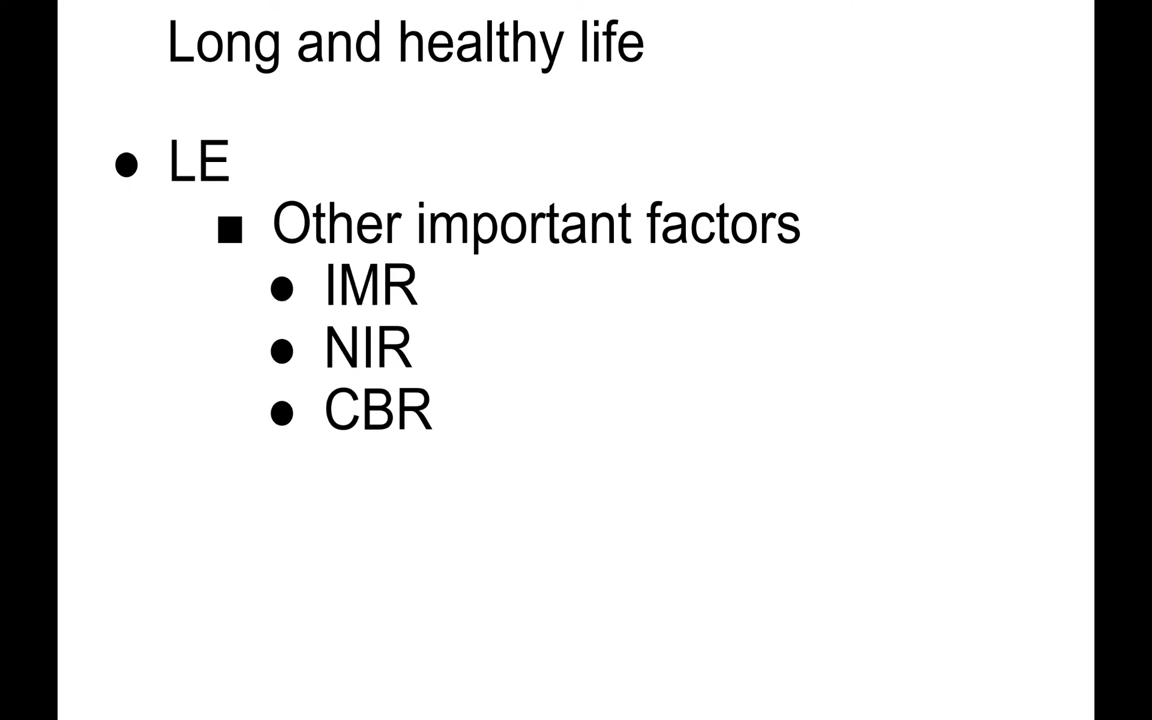 Long and healthy life
● LE
■ Other important factors
● IMR
● NIR
● CBR